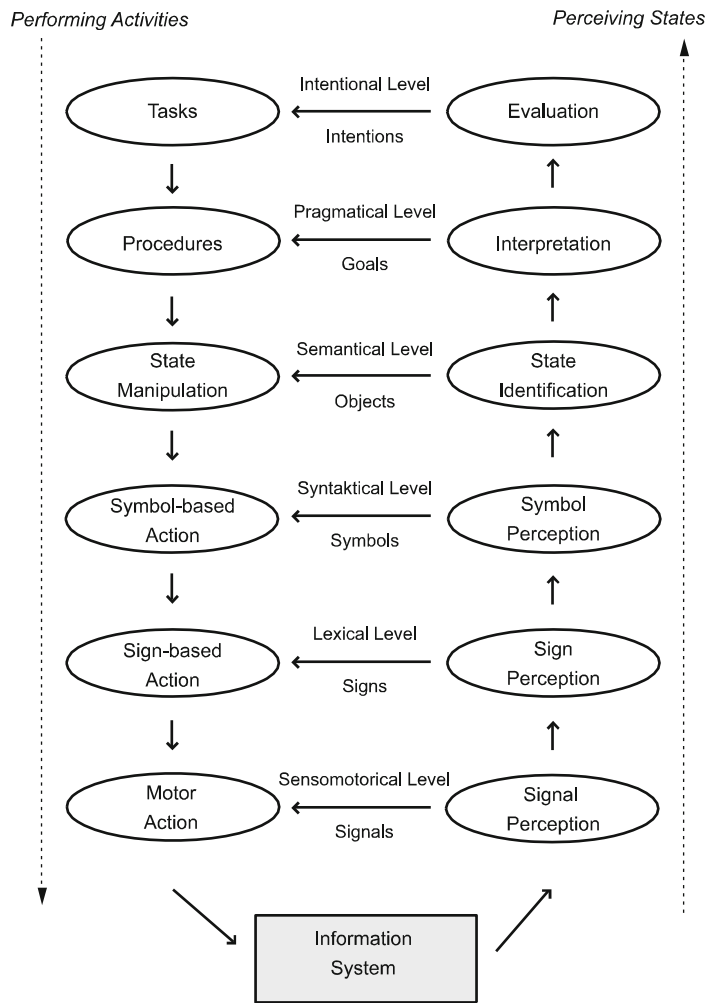 Performing Activities
Perceiving States
Tasks
Intentional Level
Intentions
Evaluation
Procedures
Pragmatical Level
Goals
Interpretation
State
Manipulation
Semantical Level
Objects
State
Identification
Symbol-based
Action
Syntaktical Level
Symbols
Symbol
Perception
Sign-based
Action
Lexical Level
Signs
Sign
Perception
Motor
Action
Sensomotorical Level
Signals
Signal
Perception
Information
System